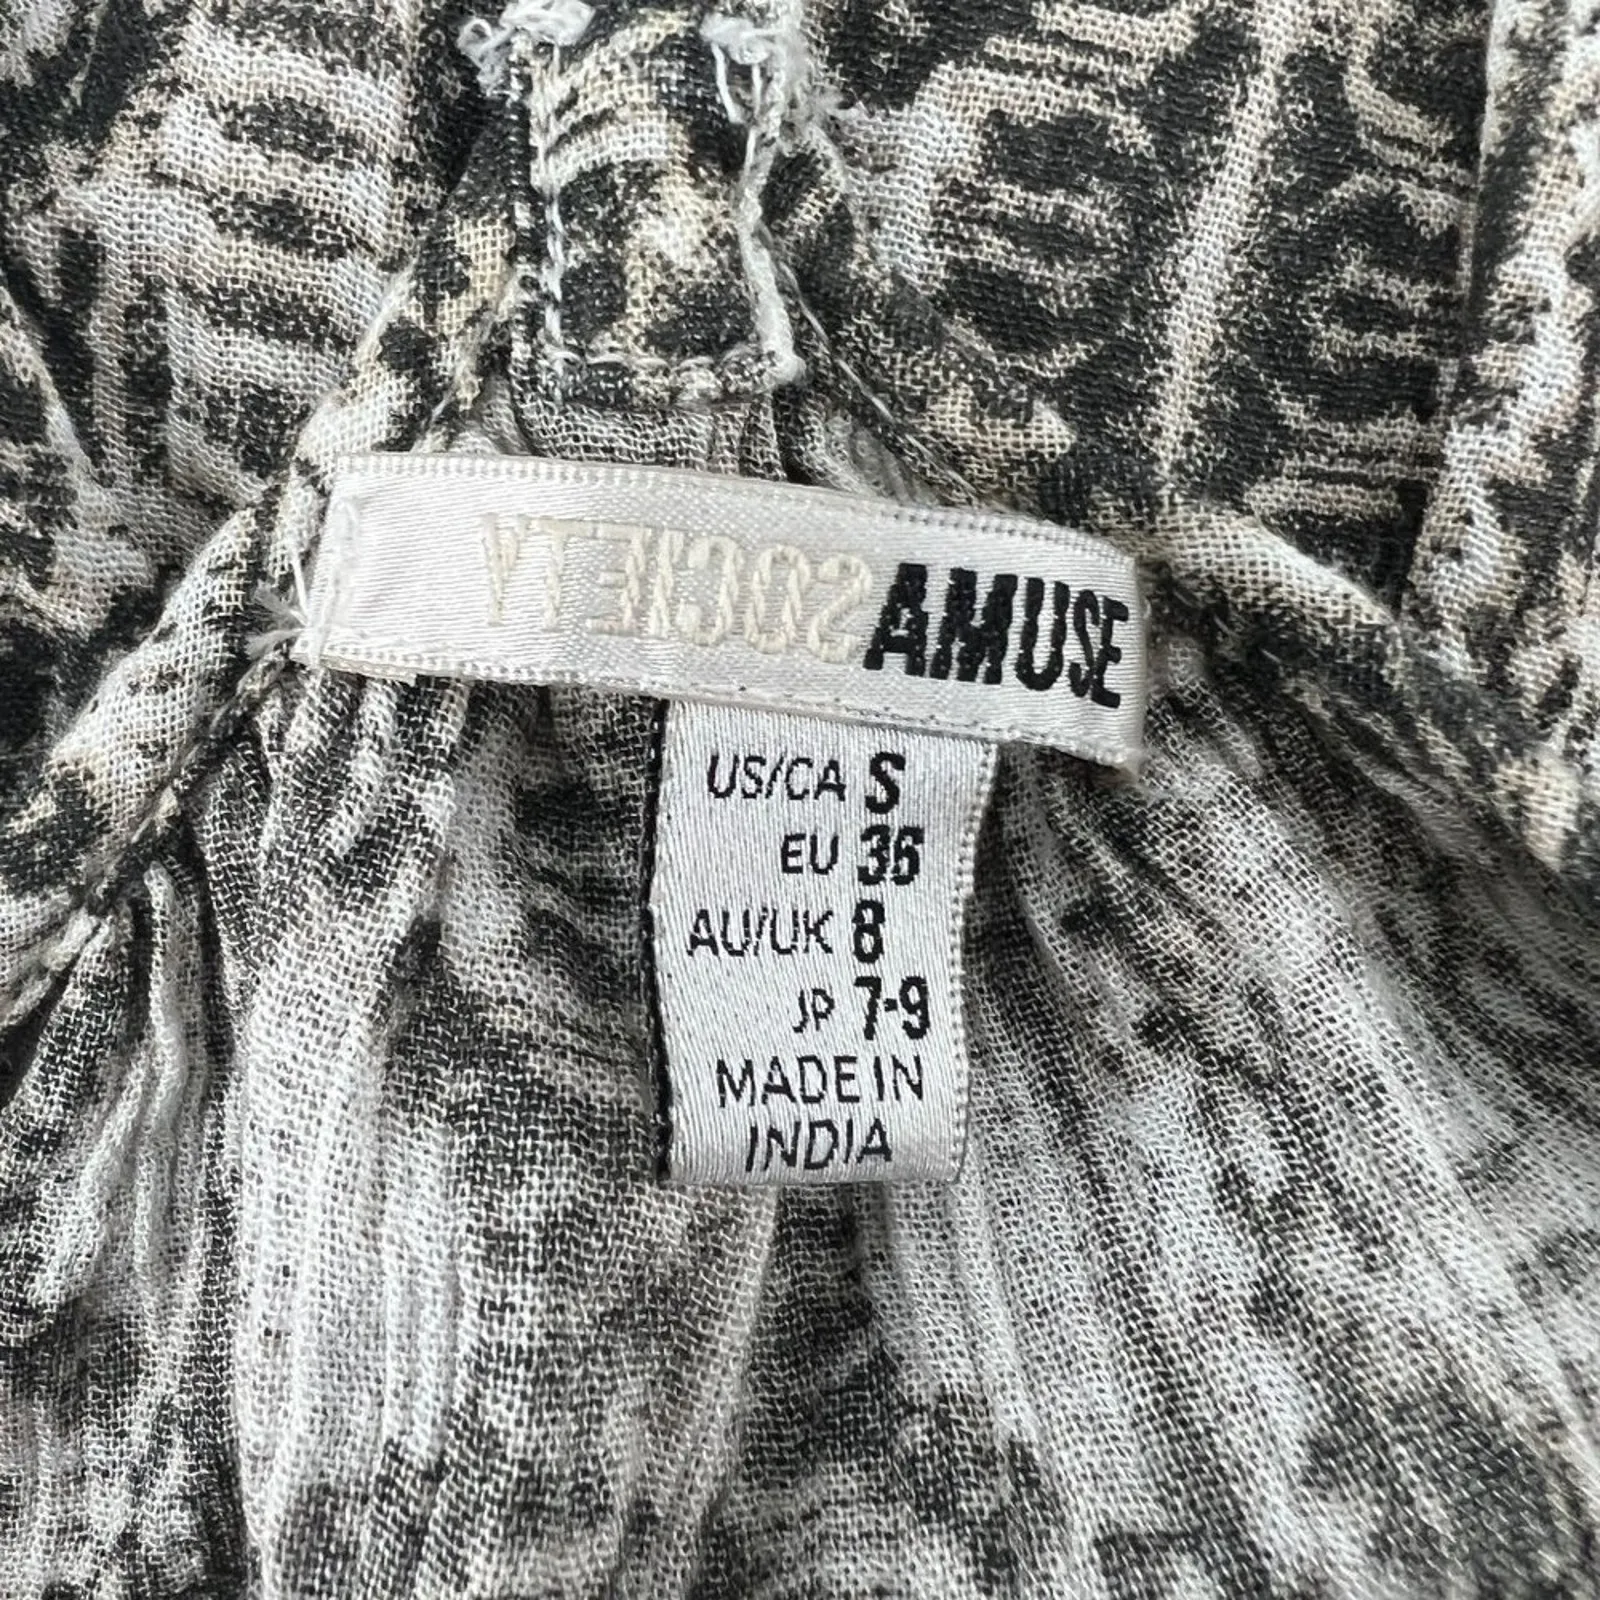 SOCIETY AMUSE
US/CA S
EU 36
AU/UK 8
JP 7-9
MADE IN
INDIA